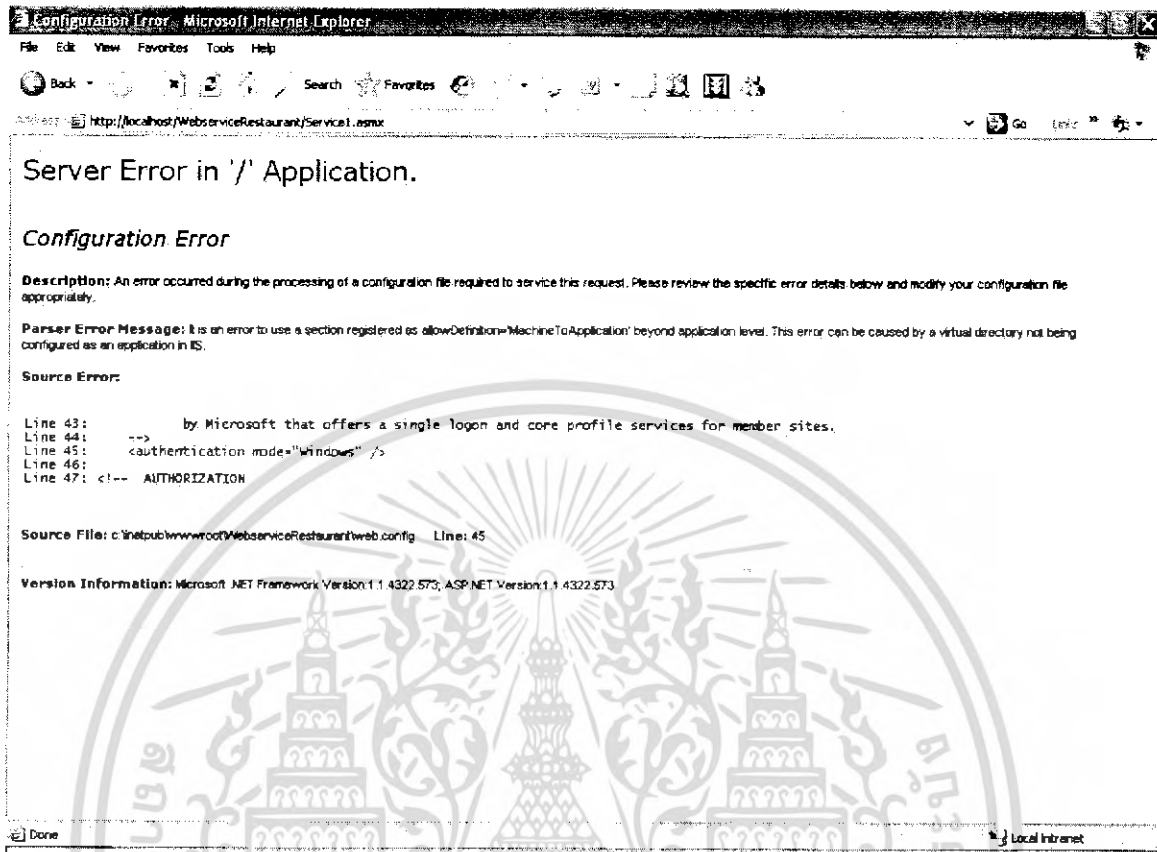 Configuration Error - Microsoft Internet Explorer
File Edit View Favorites Tools Help
Back Search Favorites
Address http://localhost/WebserviceRestaurant/Service1.asmx Go Links »
Server Error in '/' Application.
Configuration Error
Description: An error occurred during the processing of a configuration file required to service this request. Please review the specific error details below and modify your configuration file
appropriately.
Parser Error Message: It is an error to use a section registered as allowDefinition='MachineToApplication' beyond application level. This error can be caused by a virtual directory not being
configured as an application in IIS.
Source Error:
Line 43: by Microsoft that offers a single logon and core profile services for member sites.
Line 44: -->
Line 45: <authentication mode="Windows" />
Line 46:
Line 47: <!-- AUTHORIZATION
Source File: c:\inetpub\wwwroot\WebserviceRestaurant\web.config Line: 45
Version Information: Microsoft .NET Framework Version:1.1.4322.573; ASP.NET Version:1.1.4322.573
Done Local intranet